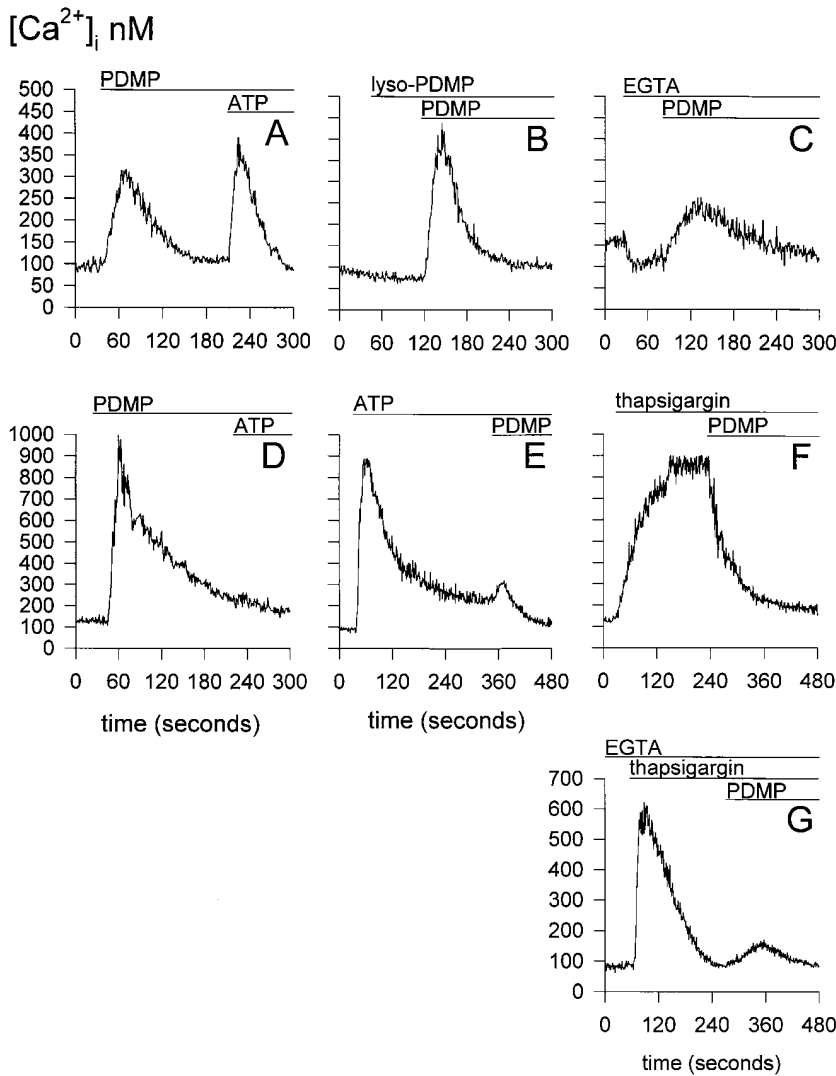 [Ca²⁺]ᵢ nM
PDMP
ATP
A
lyso-PDMP
PDMP
B
EGTA
PDMP
C
500
450
400
350
300
250
200
150
100
50
0
0 60 120 180 240 300
0 60 120 180 240 300
0 60 120 180 240 300
PDMP
ATP
D
ATP
PDMP
E
thapsigargin
PDMP
F
1000
900
800
700
600
500
400
300
200
100
0
0 60 120 180 240 300
0 120 240 360 480
0 120 240 360 480
time (seconds)
time (seconds)
EGTA
thapsigargin
PDMP
G
700
600
500
400
300
200
100
0
0 120 240 360 480
time (seconds)